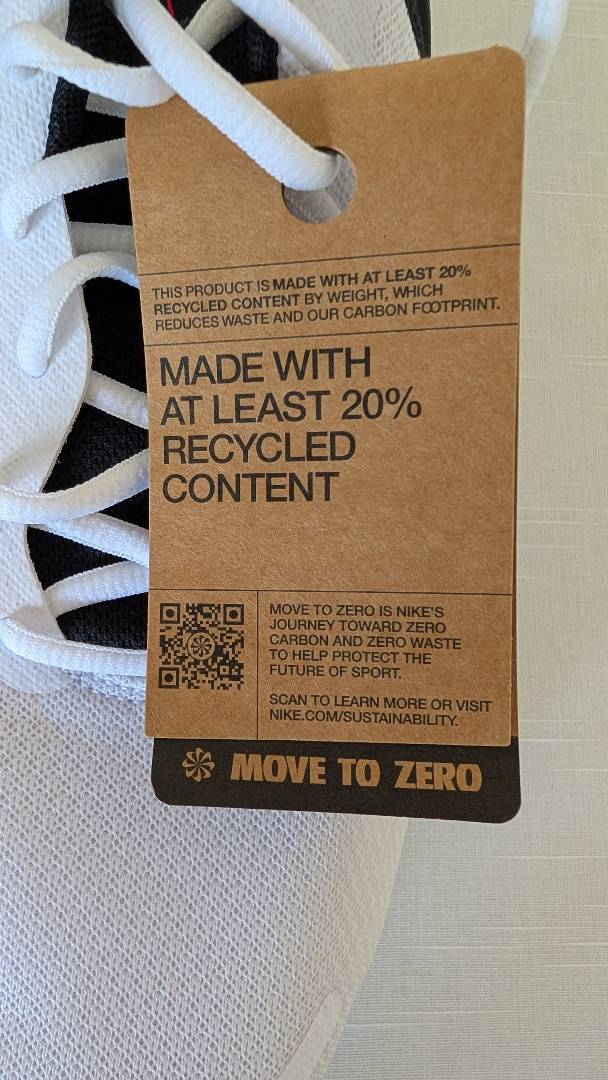 THIS PRODUCT IS MADE WITH AT LEAST 20%
RECYCLED CONTENT BY WEIGHT, WHICH
REDUCES WASTE AND OUR CARBON FOOTPRINT.
MADE WITH
AT LEAST 20%
RECYCLED
CONTENT
MOVE TO ZERO IS NIKE'S
JOURNEY TOWARD ZERO
CARBON AND ZERO WASTE
TO HELP PROTECT THE
FUTURE OF SPORT.
SCAN TO LEARN MORE OR VISIT
NIKE.COM/SUSTAINABILITY.
MOVE TO ZERO